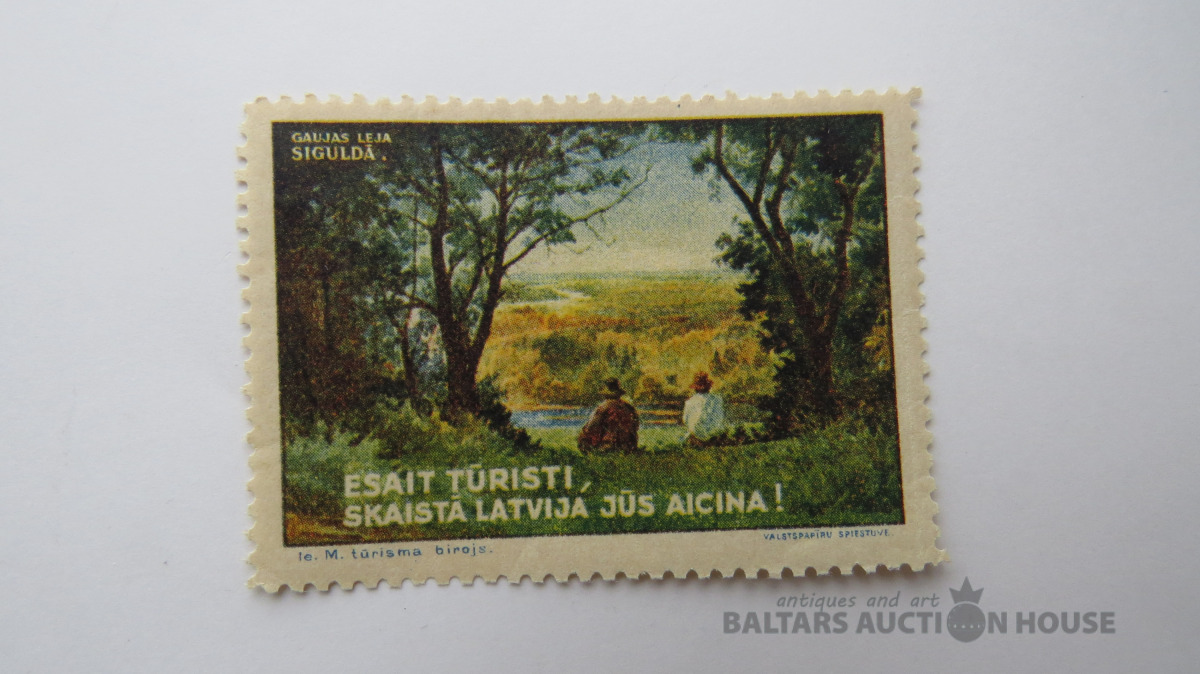 GAUJAS LEJA
SIGULDĀ.
ESAIT TŪRISTI,
SKAISTĀ LATVIJA JŪS AICINA!
Ie. M. tūrisma birojs.
VALSTSPAPĪRU SPIESTUVE.
antiques and art
BALTARS AUCTION HOUSE